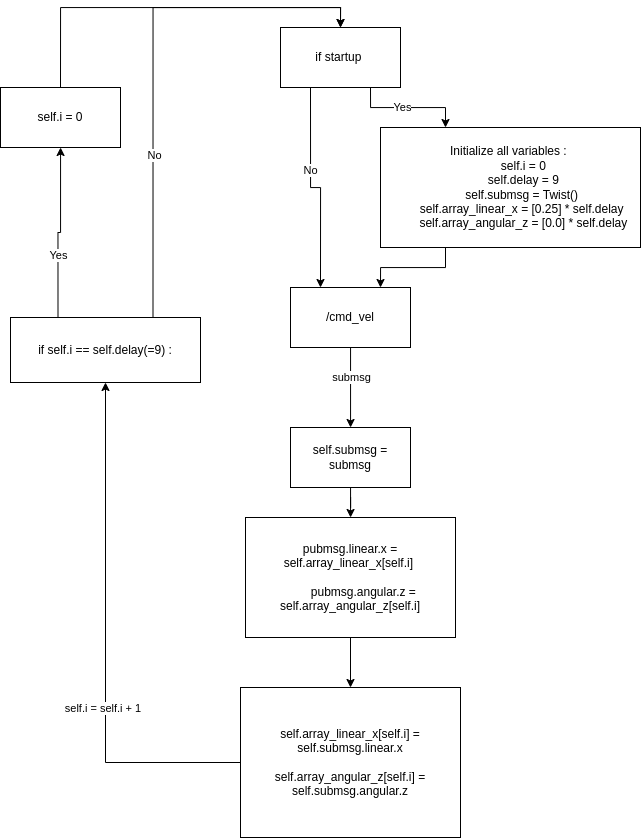 if startup
self.i = 0
Yes
No
Initialize all variables :
self.i = 0
self.delay = 9
self.submsg = Twist()
self.array_linear_x = [0.25] * self.delay
self.array_angular_z = [0.0] * self.delay
No
Yes
/cmd_vel
if self.i == self.delay(=9) :
submsg
self.submsg =
submsg
pubmsg.linear.x =
self.array_linear_x[self.i]
pubmsg.angular.z =
self.array_angular_z[self.i]
self.i = self.i + 1
self.array_linear_x[self.i] =
self.submsg.linear.x
self.array_angular_z[self.i] =
self.submsg.angular.z